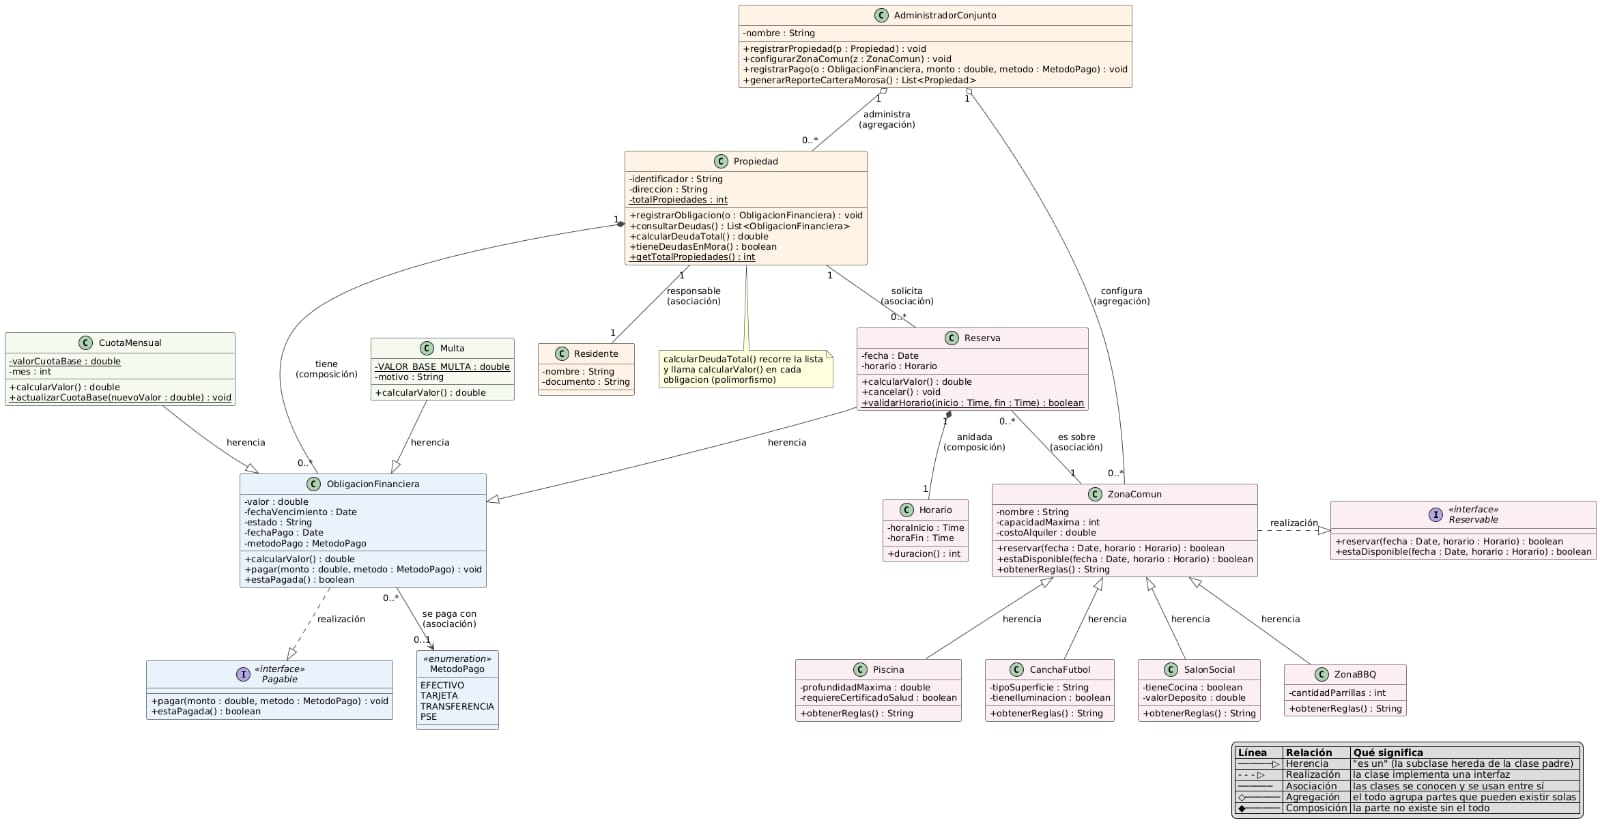 C AdministradorConjunto
-nombre : String
+registrarPropiedad(p : Propiedad) : void
+configurarZonaComun(z : ZonaComun) : void
+registrarPago(o : ObligacionFinanciera, monto : double, metodo : MetodoPago) : void
+generarReporteCarteraMorosa() : List<Propiedad>
1
1
administra
(agregación)
0..*
C Propiedad
-identificador : String
-direccion : String
-totalPropiedades : int
+registrarObligacion(o : ObligacionFinanciera) : void
+consultarDeudas() : List<ObligacionFinanciera>
+calcularDeudaTotal() : double
+tieneDeudasEnMora() : boolean
+getTotalPropiedades() : int
1
1
1
responsable
(asociación)
solicita
(asociación)
configura
(agregación)
0..*
1
C CuotaMensual
-valorCuotaBase : double
-mes : int
+calcularValor() : double
+actualizarCuotaBase(nuevoValor : double) : void
tiene
(composición)
C Multa
-VALOR_BASE_MULTA : double
-motivo : String
+calcularValor() : double
C Residente
-nombre : String
-documento : String
calcularDeudaTotal() recorre la lista
y llama calcularValor() en cada
obligacion (polimorfismo)
C Reserva
-fecha : Date
-horario : Horario
+calcularValor() : double
+cancelar() : void
+validarHorario(inicio : Time, fin : Time) : boolean
1
0..*
herencia
herencia
herencia
anidada
(composición)
es sobre
(asociación)
0..*
1
1
0..*
C ObligacionFinanciera
-valor : double
-fechaVencimiento : Date
-estado : String
-fechaPago : Date
-metodoPago : MetodoPago
+calcularValor() : double
+pagar(monto : double, metodo : MetodoPago) : void
+estaPagada() : boolean
C Horario
-horaInicio : Time
-horaFin : Time
+duracion() : int
C ZonaComun
-nombre : String
-capacidadMaxima : int
-costoAlquiler : double
+reservar(fecha : Date, horario : Horario) : boolean
+estaDisponible(fecha : Date, horario : Horario) : boolean
+obtenerReglas() : String
realización
«interface»
I Reservable
+reservar(fecha : Date, horario : Horario) : boolean
+estaDisponible(fecha : Date, horario : Horario) : boolean
0..*
realización
se paga con
(asociación)
0..1
herencia
herencia
herencia
herencia
«interface»
I Pagable
+pagar(monto : double, metodo : MetodoPago) : void
+estaPagada() : boolean
«enumeration»
MetodoPago
EFECTIVO
TARJETA
TRANSFERENCIA
PSE
C Piscina
-profundidadMaxima : double
-requiereCertificadoSalud : boolean
+obtenerReglas() : String
C CanchaFutbol
-tipoSuperficie : String
-tieneIluminacion : boolean
+obtenerReglas() : String
C SalonSocial
-tieneCocina : boolean
-valorDeposito : double
+obtenerReglas() : String
C ZonaBBQ
-cantidadParrillas : int
+obtenerReglas() : String
Línea Relación Qué significa
Herencia "es un" (la subclase hereda de la clase padre)
Realización la clase implementa una interfaz
Asociación las clases se conocen y se usan entre sí
Agregación el todo agrupa partes que pueden existir solas
Composición la parte no existe sin el todo